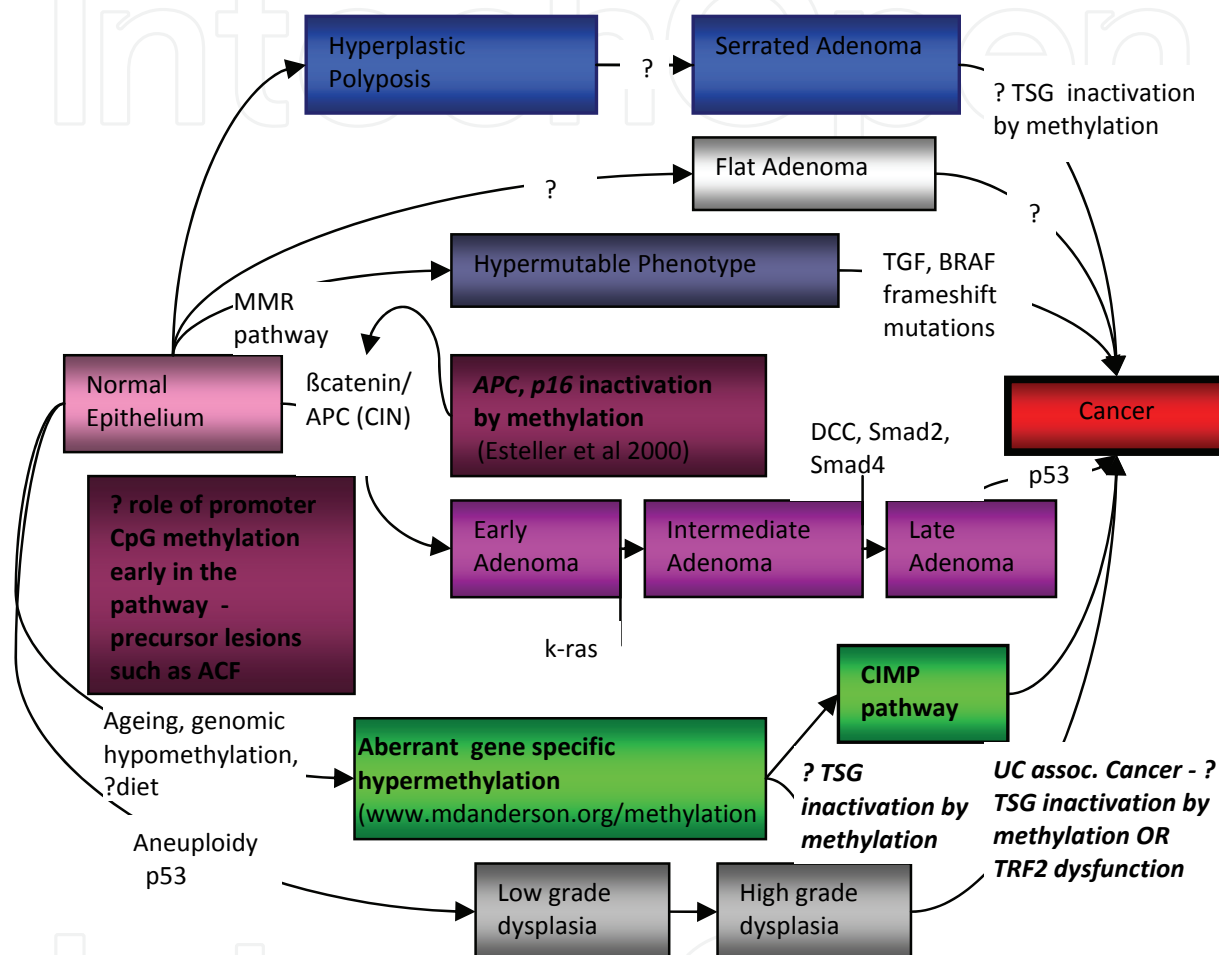 IntechOpen
Hyperplastic
Polyposis
?
Serrated Adenoma
? TSG inactivation
by methylation
Flat Adenoma
?
?
Hypermutable Phenotype
TGF, BRAF
frameshift
mutations
MMR
pathway
Normal
Epithelium
ßcatenin/
APC (CIN)
APC, p16 inactivation
by methylation
(Esteller et al 2000)
Cancer
DCC, Smad2,
Smad4
p53
? role of promoter
CpG methylation
early in the
pathway -
precursor lesions
such as ACF
Early
Adenoma
Intermediate
Adenoma
Late
Adenoma
k-ras
CIMP
pathway
Ageing, genomic
hypomethylation,
?diet
Aberrant gene specific
hypermethylation
(www.mdanderson.org/methylation
? TSG
inactivation by
methylation
UC assoc. Cancer - ?
TSG inactivation by
methylation OR
TRF2 dysfunction
Aneuploidy
p53
Low grade
dysplasia
High grade
dysplasia